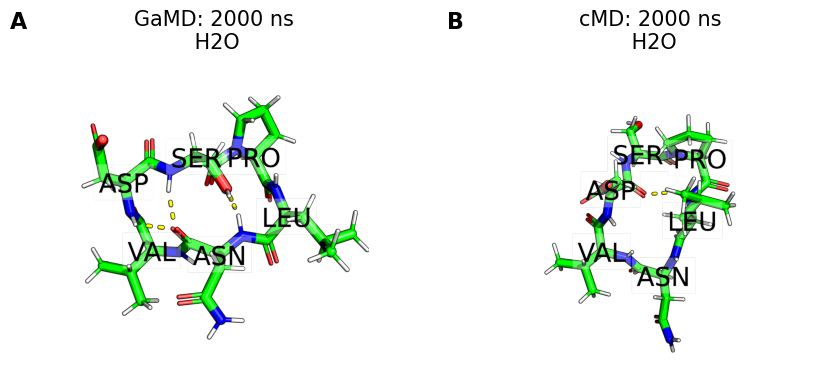 A
GaMD: 2000 ns
H2O
SER PRO
ASP
LEU
VAL ASN
B
cMD: 2000 ns
H2O
SER PRO
ASP
LEU
VAL
ASN